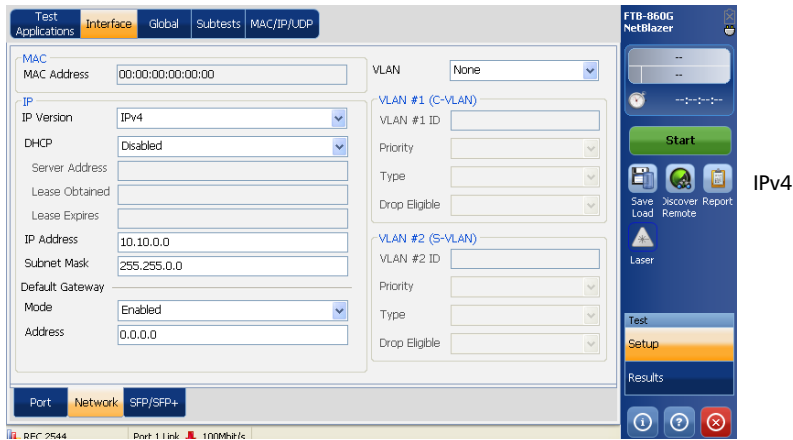 Test Applications
Interface
Global
Subtests
MAC/IP/UDP
MAC
MAC Address 00:00:00:00:00:00
IP
IP Version IPv4
DHCP Disabled
Server Address
Lease Obtained
Lease Expires
IP Address 10.10.0.0
Subnet Mask 255.255.0.0
Default Gateway
Mode Enabled
Address 0.0.0.0
VLAN None
VLAN #1 (C-VLAN)
VLAN #1 ID
Priority
Type
Drop Eligible
VLAN #2 (S-VLAN)
VLAN #2 ID
Priority
Type
Drop Eligible
Port
Network
SFP/SFP+
RFC 2544 Port 1 Link 100Mbit/s
FTB-860G
NetBlazer
--
--
--:--:--
Start
Save Load
Discover Remote
Report
Laser
Test
Setup
Results
IPv4